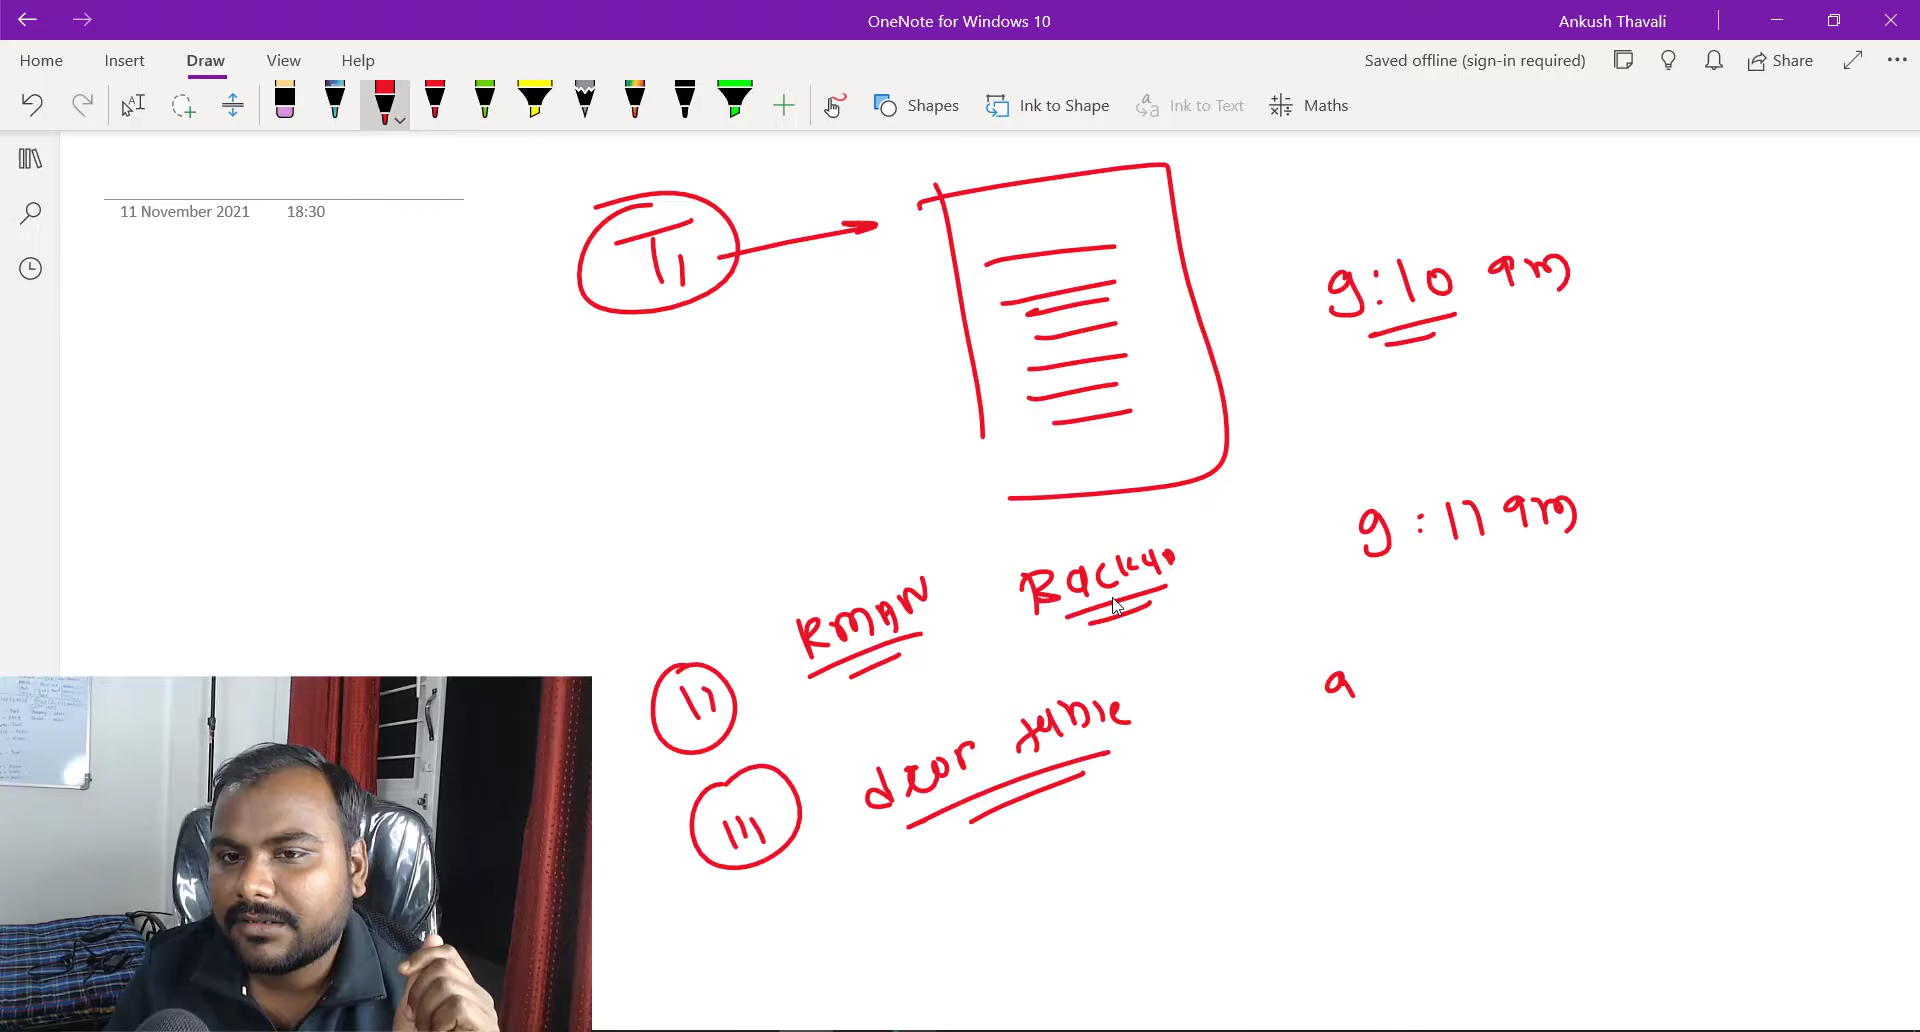 OneNote for Windows 10
Ankush Thavali
Home Insert Draw View Help
Saved offline (sign-in required) Share
Shapes Ink to Shape Ink to Text Maths
11 November 2021 18:30
T1
9:10 am
9:11 am
RMAN Backup
11
a
111 drop table